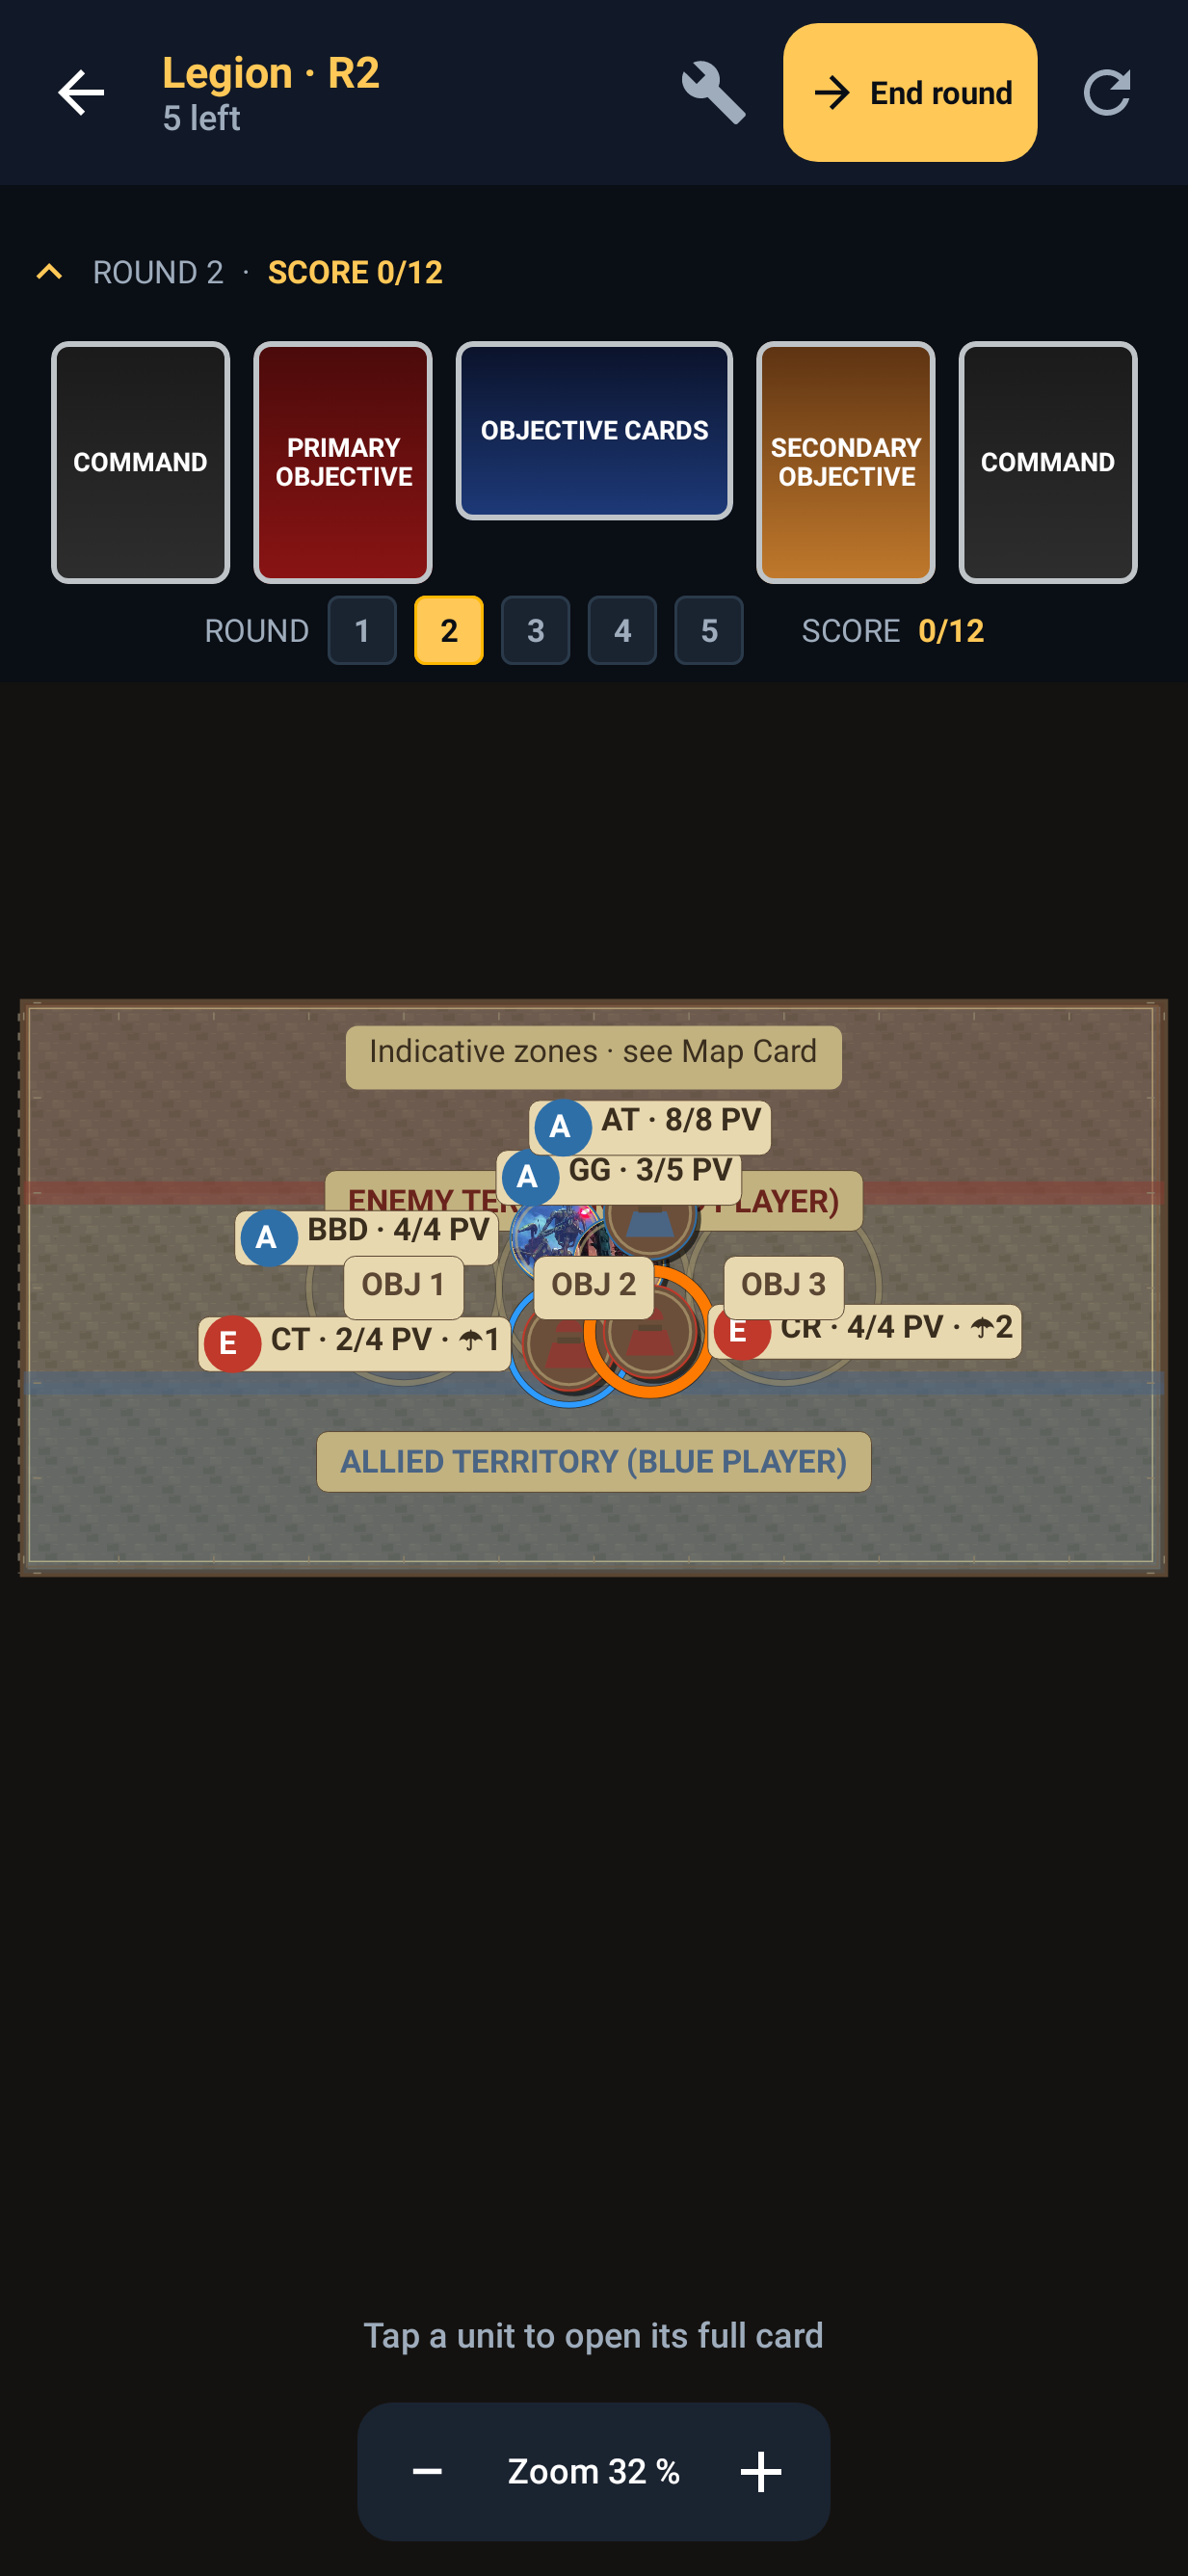 Legion · R2
5 left
End round
ROUND 2 · SCORE 0/12
COMMAND
PRIMARY
OBJECTIVE
OBJECTIVE CARDS
SECONDARY
OBJECTIVE
COMMAND
ROUND 1 2 3 4 5 SCORE 0/12
Indicative zones · see Map Card
A AT · 8/8 PV
A GG · 3/5 PV
ENEMY PLAYER)
A BBD · 4/4 PV
OBJ 1
OBJ 2
OBJ 3
E CT · 2/4 PV · ☂1
E CR · 4/4 PV · ☂2
ALLIED TERRITORY (BLUE PLAYER)
Tap a unit to open its full card
− Zoom 32 % +